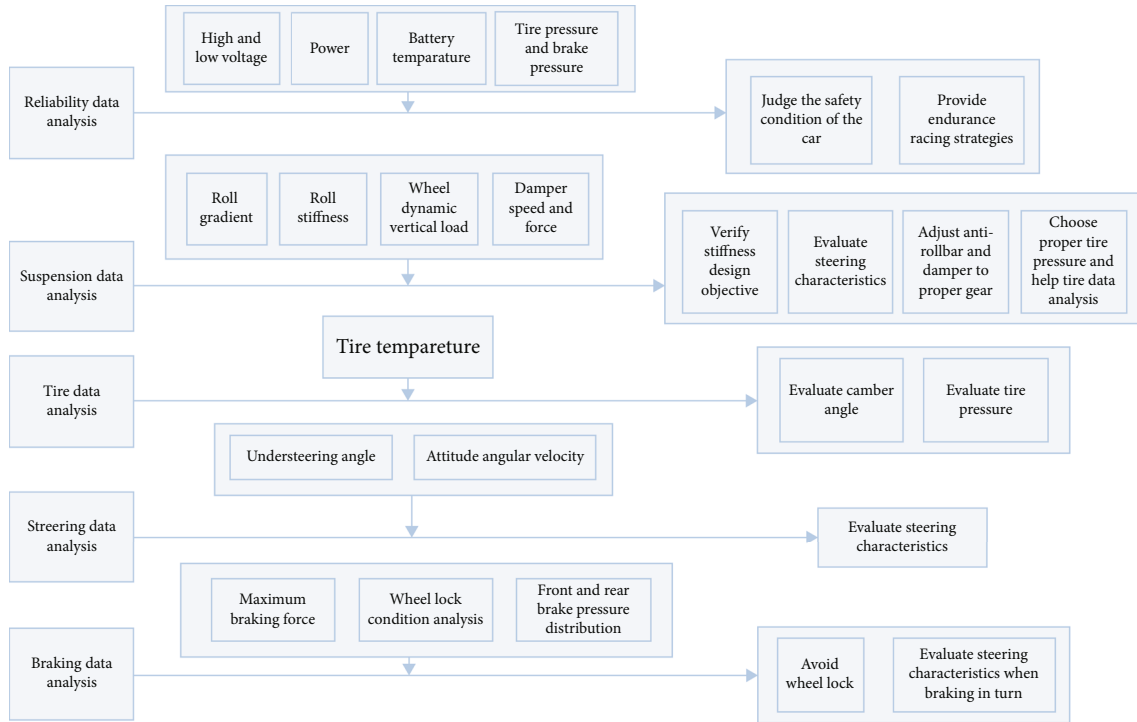 High and
low voltage
Power
Battery
temparature
Tire pressure
and brake
pressure
Reliability data
analysis
Judge the safety
condition of the
car
Provide
endurance
racing strategies
Roll
gradient
Roll
stiffness
Wheel
dynamic
vertical load
Damper
speed and
force
Suspension data
analysis
Verify
stiffness
design
objective
Evaluate
steering
characteristics
Adjust anti-
rollbar and
damper to
proper gear
Choose
proper tire
pressure and
help tire data
analysis
Tire tempareture
Tire data
analysis
Evaluate camber
angle
Evaluate tire
pressure
Understeering angle
Attitude angular velocity
Streering data
analysis
Evaluate steering
characteristics
Maximum
braking force
Wheel lock
condition analysis
Front and rear
brake pressure
distribution
Braking data
analysis
Avoid
wheel lock
Evaluate steering
characteristics when
braking in turn